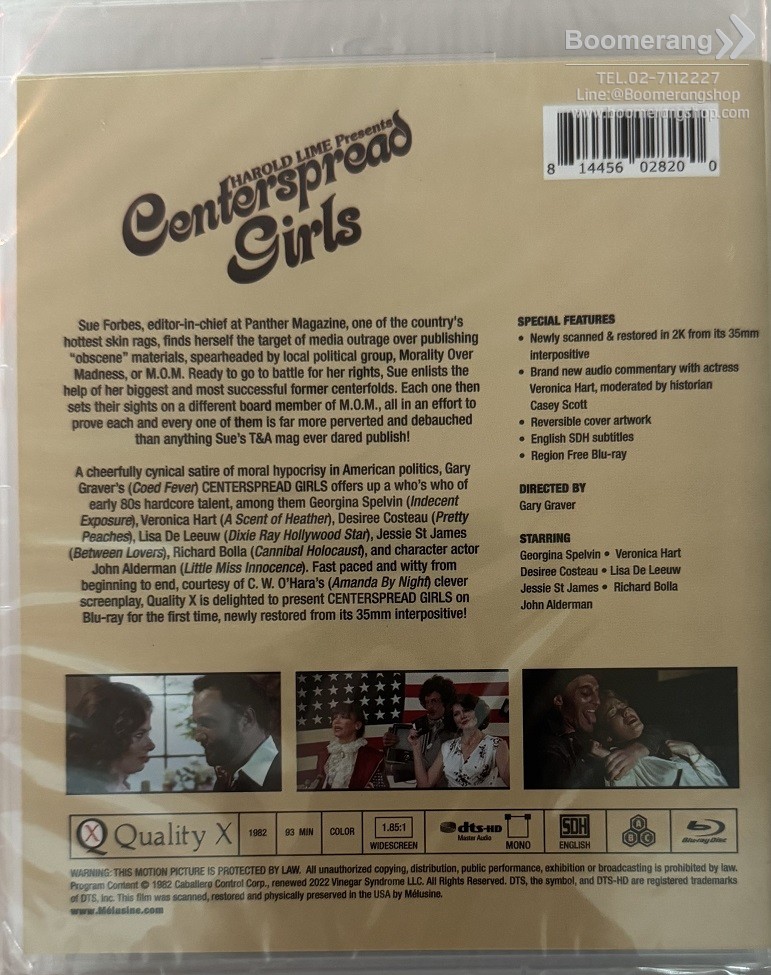 Boomerang
TEL.02-7112227
Line:@Boomerangshop
www.boomerangshop.com
8 14456 02820 0
HAROLD LIME Presents
Centerspread
Girls
Sue Forbes, editor-in-chief at Panther Magazine, one of the country's
hottest skin rags, finds herself the target of media outrage over publishing
"obscene" materials, spearheaded by local political group, Morality Over
Madness, or M.O.M. Ready to go to battle for her rights, Sue enlists the
help of her biggest and most successful former centerfolds. Each one then
sets their sights on a different board member of M.O.M., all in an effort to
prove each and every one of them is far more perverted and debauched
than anything Sue's T&A mag ever dared publish!
A cheerfully cynical satire of moral hypocrisy in American politics, Gary
Graver's (Coed Fever) CENTERSPREAD GIRLS offers up a who's who of
early 80s hardcore talent, among them Georgina Spelvin (Indecent
Exposure), Veronica Hart (A Scent of Heather), Desiree Costeau (Pretty
Peaches), Lisa De Leeuw (Dixie Ray Hollywood Star), Jessie St James
(Between Lovers), Richard Bolla (Cannibal Holocaust), and character actor
John Alderman (Little Miss Innocence). Fast paced and witty from
beginning to end, courtesy of C. W. O'Hara's (Amanda By Night) clever
screenplay, Quality X is delighted to present CENTERSPREAD GIRLS on
Blu-ray for the first time, newly restored from its 35mm interpositive!
SPECIAL FEATURES
• Newly scanned & restored in 2K from its 35mm
interpositive
• Brand new audio commentary with actress
Veronica Hart, moderated by historian
Casey Scott
• Reversible cover artwork
• English SDH subtitles
• Region Free Blu-ray
DIRECTED BY
Gary Graver
STARRING
Georgina Spelvin • Veronica Hart
Desiree Costeau • Lisa De Leeuw
Jessie St James • Richard Bolla
John Alderman
X Quality X
1982
93 MIN
COLOR
1.85:1
WIDESCREEN
dts-HD
Master Audio
MONO
SDH
ENGLISH
A
B C
Blu-ray Disc
WARNING: THIS MOTION PICTURE IS PROTECTED BY LAW. All unauthorized copying, distribution, public performance, exhibition or broadcasting is prohibited by law.
Program Content © 1982 Caballero Control Corp., renewed 2022 Vinegar Syndrome LLC. All Rights Reserved. DTS, the symbol, and DTS-HD are registered trademarks
of DTS, Inc. This film was scanned, restored and physically preserved in the USA by Mélusine.
www.Mélusine.com